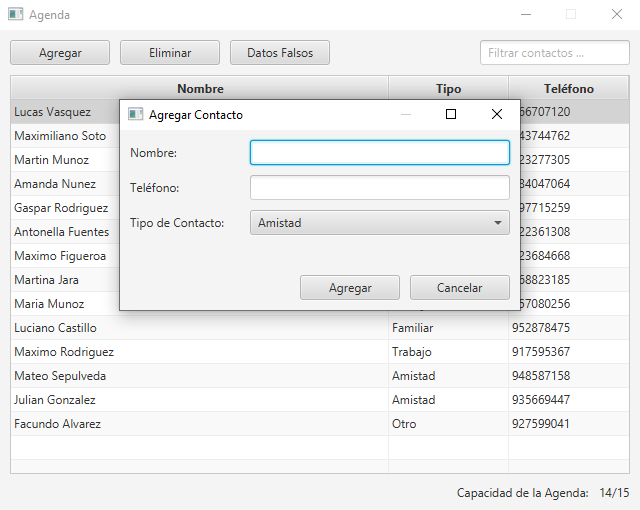 Agenda
Agregar Eliminar Datos Falsos Filtrar contactos ...
Nombre Tipo Teléfono
Lucas Vasquez 66707120
Maximiliano Soto 43744762
Martin Munoz 23277305
Amanda Nunez 34047064
Gaspar Rodriguez 97715259
Antonella Fuentes 22361308
Maximo Figueroa 23684668
Martina Jara 68823185
Maria Munoz 57080256
Luciano Castillo Familiar 952878475
Maximo Rodriguez Trabajo 917595367
Mateo Sepulveda Amistad 948587158
Julian Gonzalez Amistad 935669447
Facundo Alvarez Otro 927599041
Capacidad de la Agenda: 14/15
Agregar Contacto
Nombre:
Teléfono:
Tipo de Contacto: Amistad
Agregar Cancelar